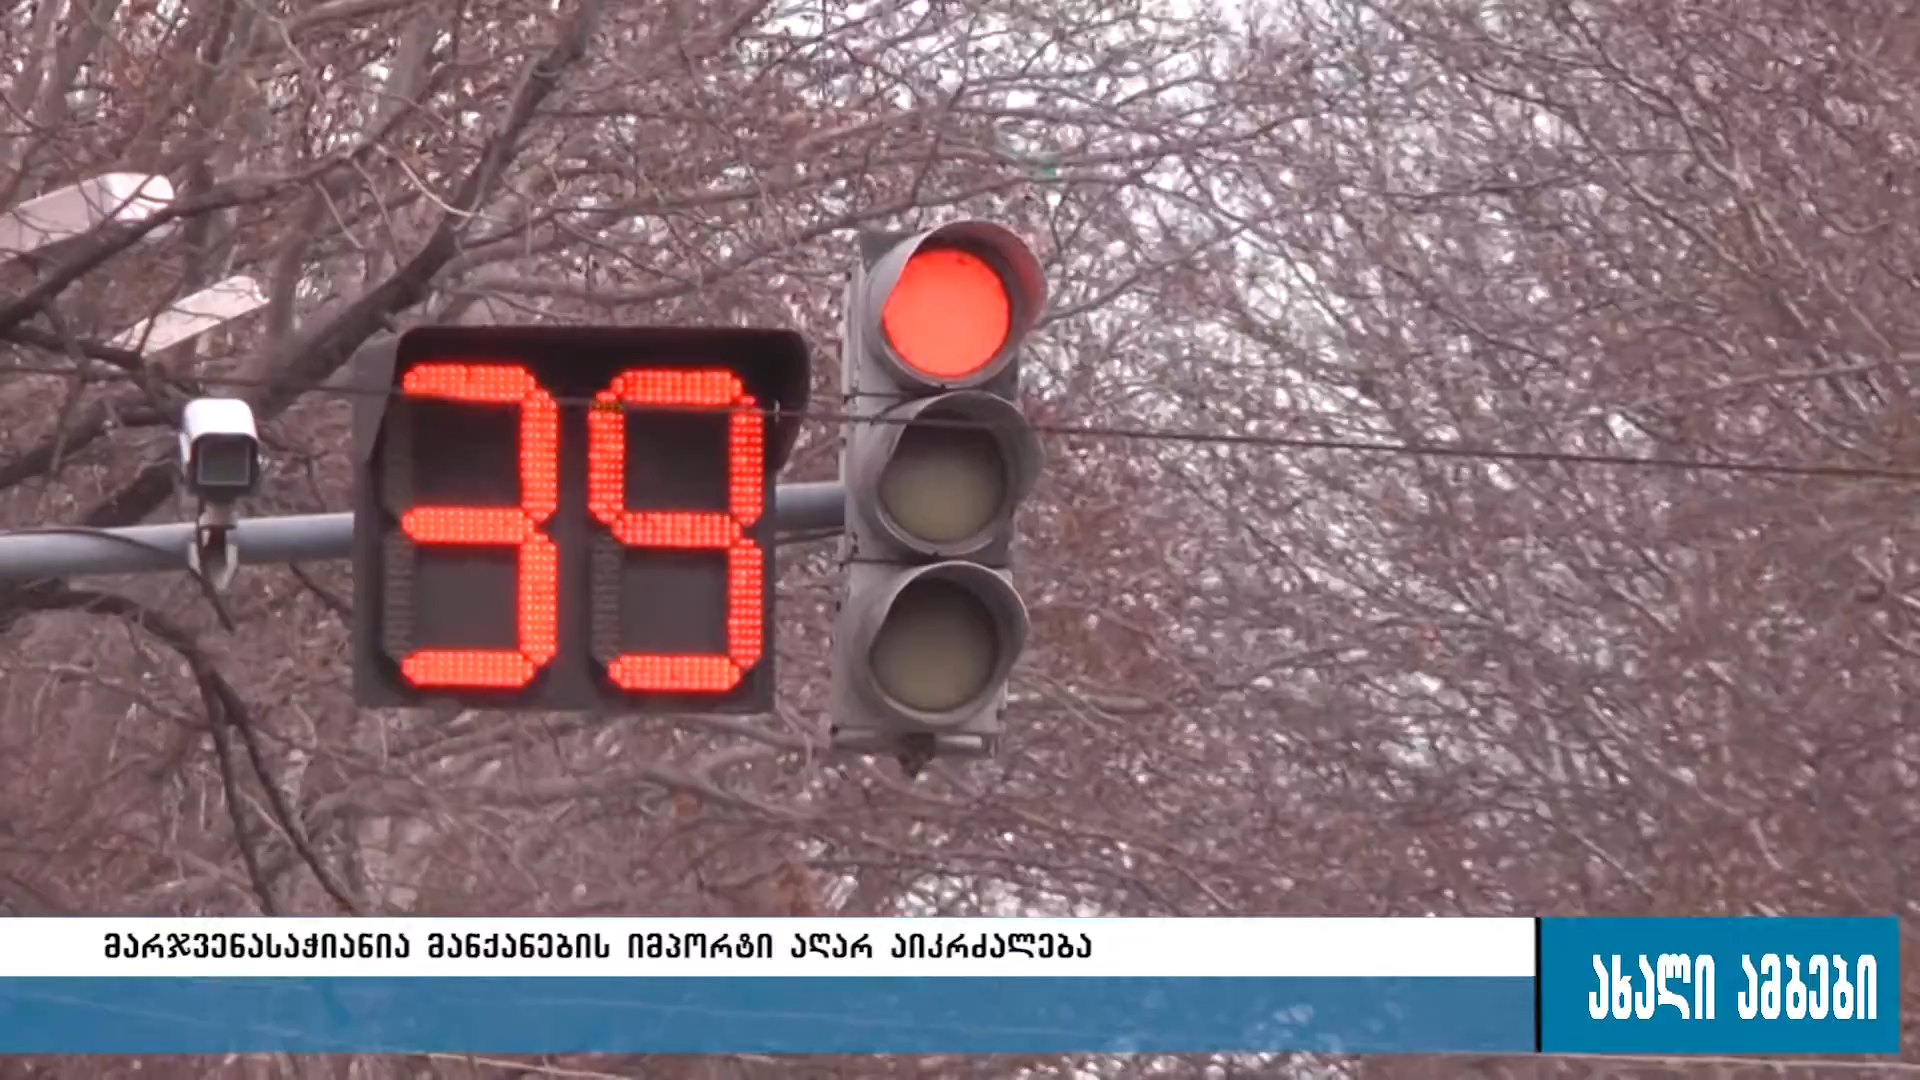 39
მარჯვენასაჭიანია მანქანების იმპორტი აღარ აიკრძალება
ახალი ამბები